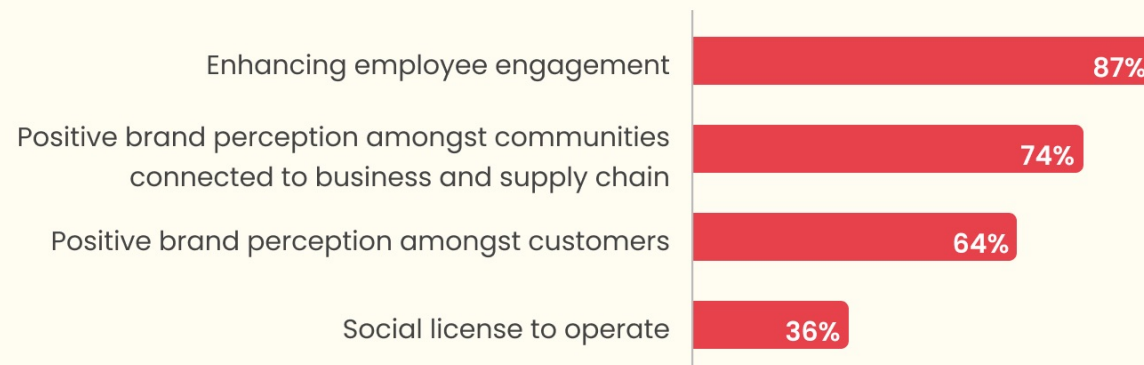 Enhancing employee engagement
87%
Positive brand perception amongst communities
connected to business and supply chain
74%
Positive brand perception amongst customers
64%
Social license to operate
36%